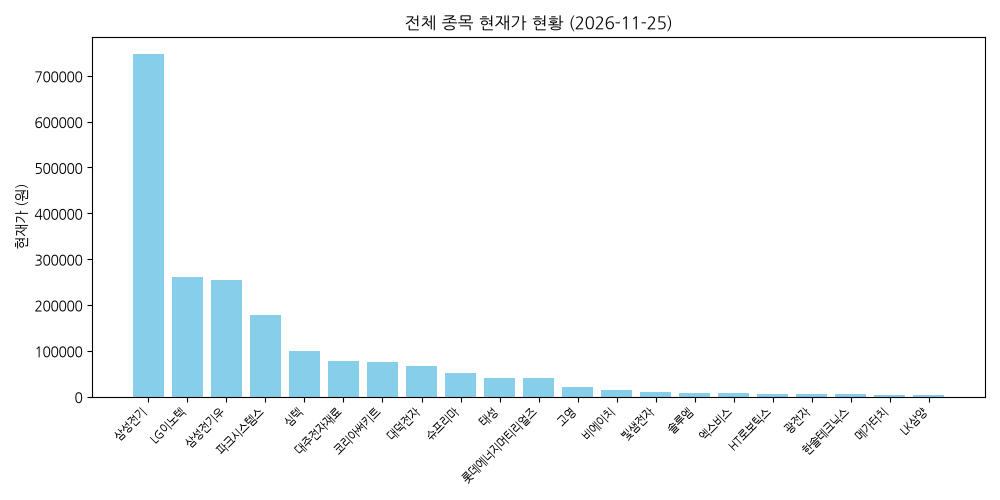 전체 종목 현재가 현황 (2026-11-25)
현재가 (원)
700000
600000
500000
400000
300000
200000
100000
0
삼성전기
LG이노텍
삼성전기우
파크시스템스
심텍
대주전자재료
코리아써키트
대덕전자
슈프리마
태성
롯데에너지머티리얼즈
고영
비에이치
빛샘전자
솔루엠
엑스비스
HT로보틱스
광전자
한솔테크닉스
메가터치
LK삼양